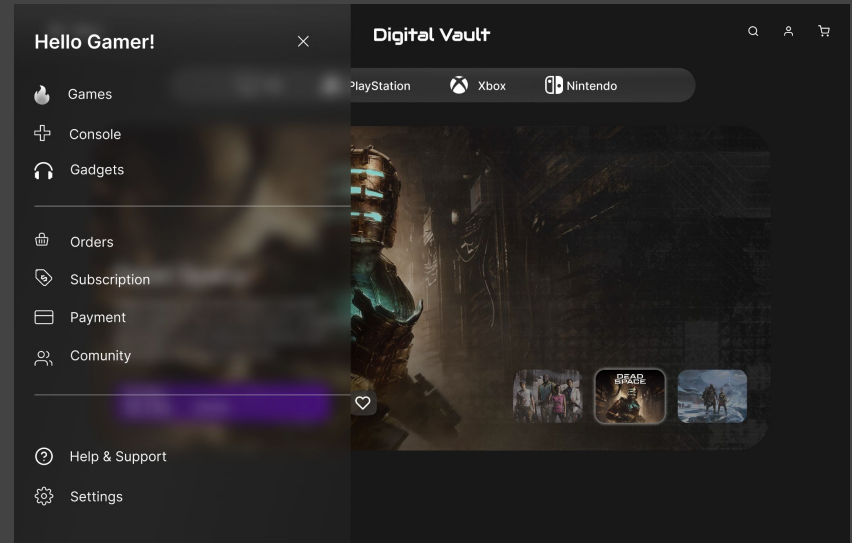 Hello Gamer!
Digital Vault
Games
PlayStation
Xbox
Nintendo
Console
Gadgets
Orders
Subscription
Payment
Comunity
DEAD
SPACE
Help & Support
Settings